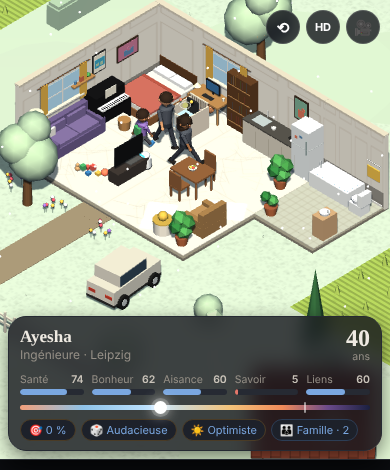 HD
Ayesha
40
Ingénieure · Leipzig
ans
Santé 74 Bonheur 62 Aisance 60 Savoir 5 Liens 60
🎯 0 % 🎲 Audacieuse ☀️ Optimiste 👪 Famille · 2